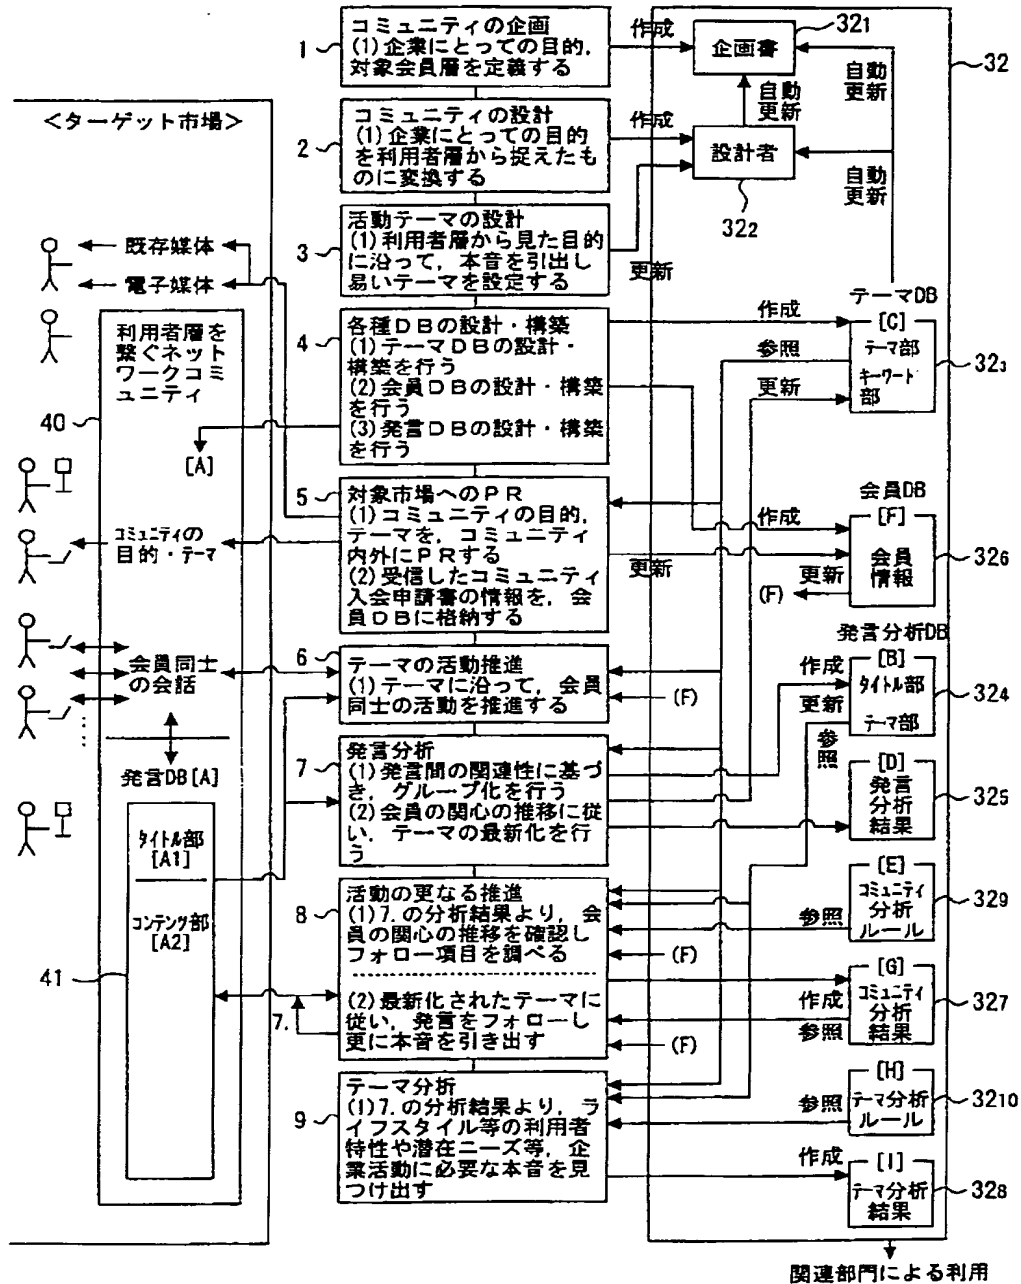 <ターゲット市場>
既存媒体
電子媒体
利用者層を
繋ぐネット
ワークコミ
ュニティ
40
[A]
コミュニティの
目的・テーマ
会員同士
の会話
発言DB[A]
タイトル部
[A1]
コンテンツ部
[A2]
41
1
コミュニティの企画
(1)企業にとっての目的,
対象会員層を定義する
2
コミュニティの設計
(1)企業にとっての目的
を利用者層から捉えたも
のに変換する
3
活動テーマの設計
(1)利用者層から見た目的
に沿って,本音を引出し
易いテーマを設定する
4
各種DBの設計・構築
(1)テーマDBの設計・
構築を行う
(2)会員DBの設計・構築
を行う
(3)発言DBの設計・構築
を行う
5
対象市場へのPR
(1)コミュニティの目的,
テーマを,コミュニティ
内外にPRする
(2)受信したコミュニティ
入会申請書の情報を,会
員DBに格納する
6
テーマの活動推進
(1)テーマに沿って,会員
同士の活動を推進する
7
発言分析
(1)発言間の関連性に基づ
き,グループ化を行う
(2)会員の関心の推移に従
い,テーマの最新化を行
う
8
活動の更なる推進
(1)7.の分析結果より,会
員の関心の推移を確認し
フォロー項目を調べる
(2)最新化されたテーマに
従い,発言をフォローし
更に本音を引き出す
7.
9
テーマ分析
(1)7.の分析結果より,ラ
イフスタイル等の利用者
特性や潜在ニーズ等,企
業活動に必要な本音を見
つけ出す
作成
企画書
321
32
自動
更新
自動
更新
作成
設計者
322
自動
更新
更新
テーマDB
作成
[C]
テーマ部
キーワード
部
323
参照
更新
会員DB
作成
[F]
会員
情報
326
更新
更新
(F)
発言分析DB
作成
[B]
タイトル部
テーマ部
324
更新
(F)
参照
[D]
発言
分析
結果
325
[E]
コミュニティ
分析
ルール
329
参照
(F)
[G]
コミュニティ
分析
結果
327
作成
参照
(F)
[H]
テーマ分析
ルール
3210
参照
作成
[I]
テーマ分析
結果
328
関連部門による利用